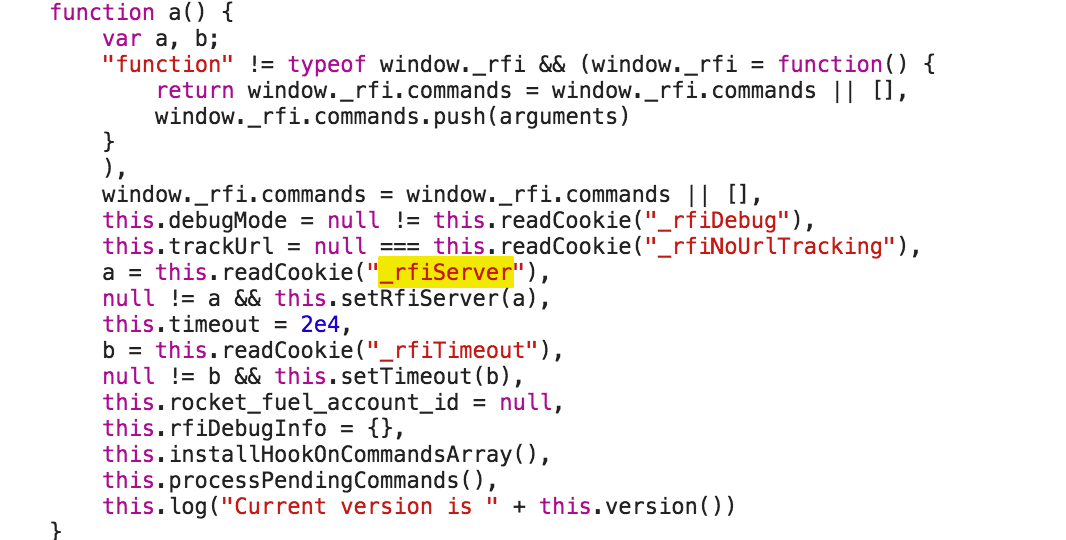 function a() {
var a, b;
"function" != typeof window._rfi && (window._rfi = function() {
return window._rfi.commands = window._rfi.commands || [],
window._rfi.commands.push(arguments)
}
),
window._rfi.commands = window._rfi.commands || [],
this.debugMode = null != this.readCookie("_rfiDebug"),
this.trackUrl = null === this.readCookie("_rfiNoUrlTracking"),
a = this.readCookie("_rfiServer"),
null != a && this.setRfiServer(a),
this.timeout = 2e4,
b = this.readCookie("_rfiTimeout"),
null != b && this.setTimeout(b),
this.rocket_fuel_account_id = null,
this.rfiDebugInfo = {},
this.installHookOnCommandsArray(),
this.processPendingCommands(),
this.log("Current version is " + this.version())
}